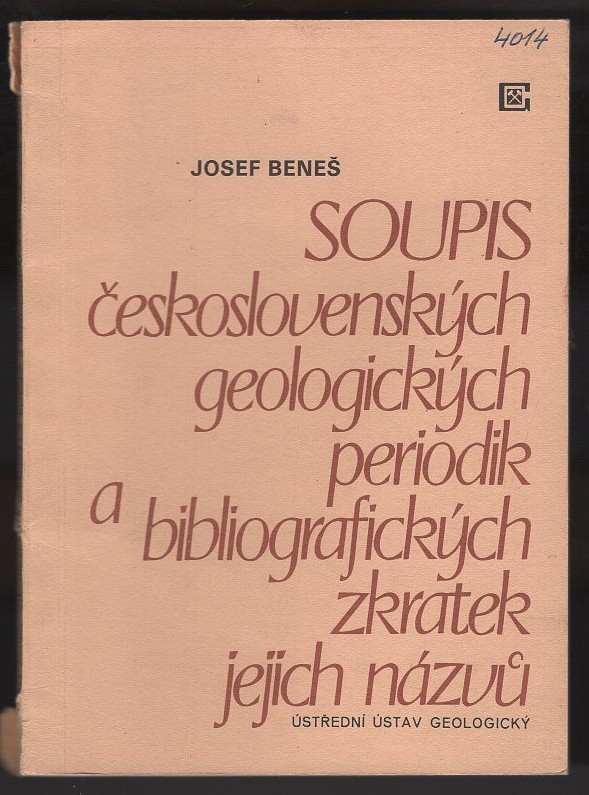 4014
JOSEF BENEŠ
SOUPIS
československých
geologických
periodik
a bibliografických
zkratek
jejich názvů
ÚSTŘEDNÍ ÚSTAV GEOLOGICKÝ